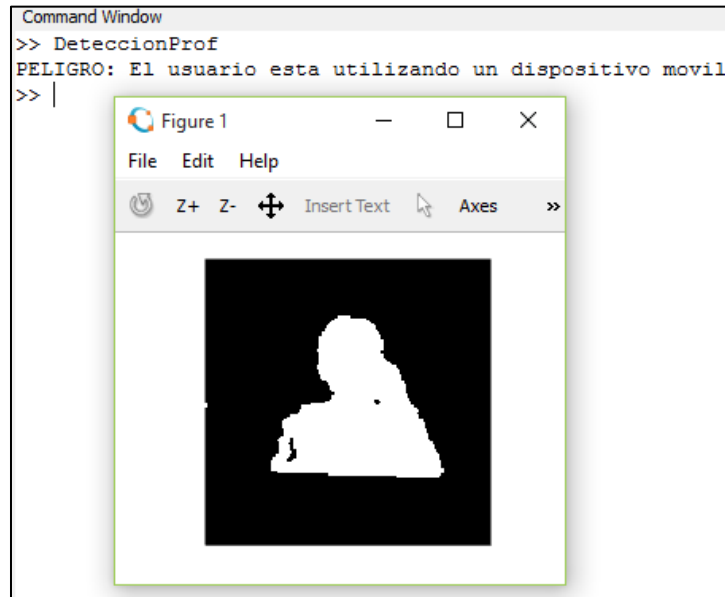 Command Window
>> DeteccionProf
PELIGRO: El usuario esta utilizando un dispositivo movil
>>
Figure 1
File Edit Help
Z+ Z- Insert Text Axes »